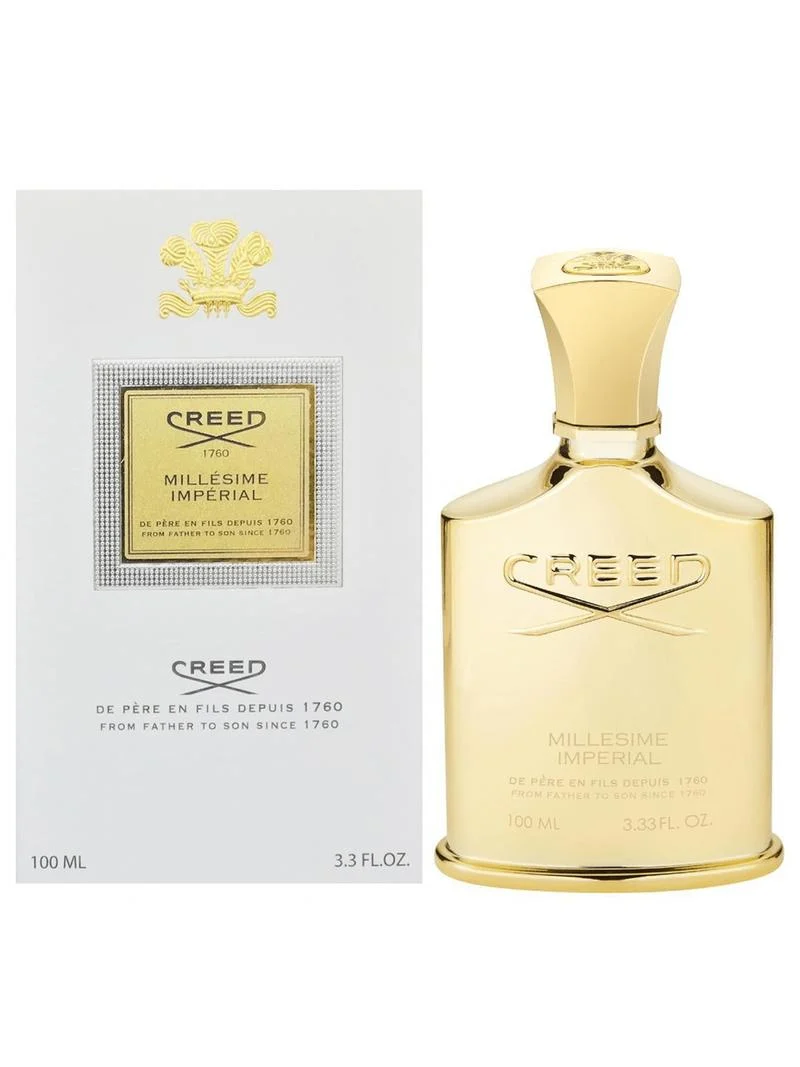 CREED
1760
MILLÉSIME
IMPÉRIAL
DE PÈRE EN FILS DEPUIS 1760
FROM FATHER TO SON SINCE 1760
CREED
DE PÈRE EN FILS DEPUIS 1760
FROM FATHER TO SON SINCE 1760
100 ML 3.3 FL.OZ.
CREED
MILLESIME
IMPERIAL
DE PÈRE EN FILS DEPUIS 1760
FROM FATHER TO SON SINCE 1760
100 ML 3.33 FL. OZ.